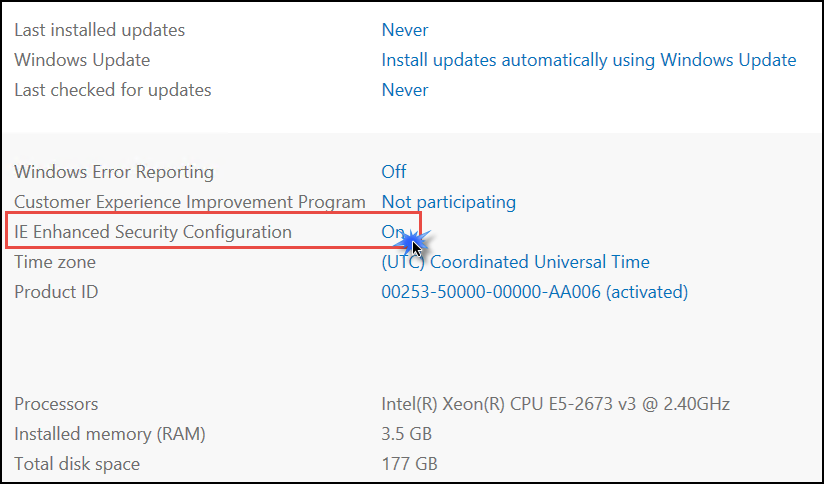 Last installed updates Never
Windows Update Install updates automatically using Windows Update
Last checked for updates Never
Windows Error Reporting Off
Customer Experience Improvement Program Not participating
IE Enhanced Security Configuration On
Time zone (UTC) Coordinated Universal Time
Product ID 00253-50000-00000-AA006 (activated)
Processors Intel(R) Xeon(R) CPU E5-2673 v3 @ 2.40GHz
Installed memory (RAM) 3.5 GB
Total disk space 177 GB